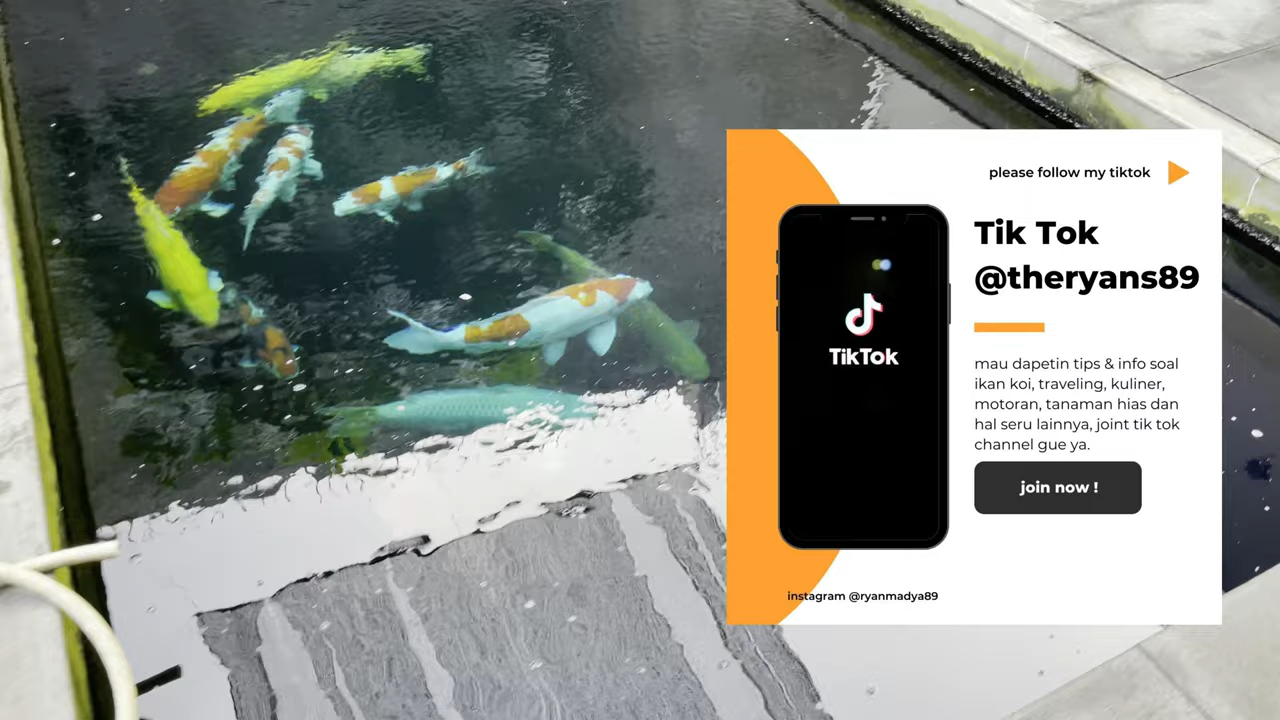 please follow my tiktok
Tik Tok
@theryans89
TikTok
mau dapetin tips & info soal
ikan koi, traveling, kuliner,
motoran, tanaman hias dan
hal seru lainnya, joint tik tok
channel gue ya.
join now !
instagram @ryanmadya89